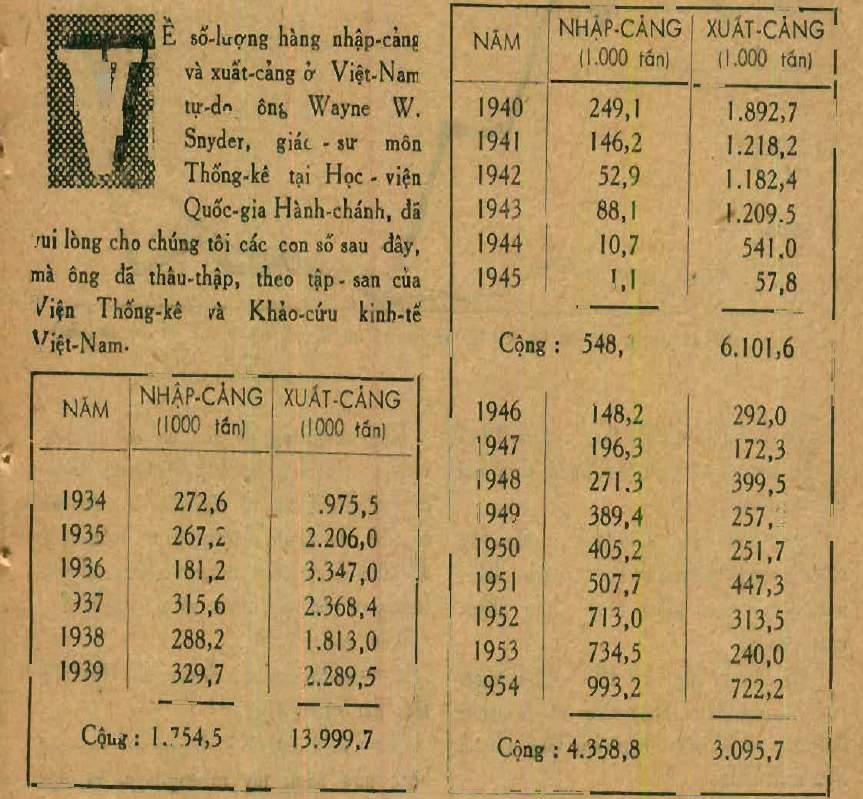 VỀ số-lượng hàng nhập-cảng
và xuất-cảng ở Việt-Nam
tự-do ông Wayne W.
Snyder, giác - sư môn
Thống-kê tại Học - viện
Quốc-gia Hành-chánh, đã
vui lòng cho chúng tôi các con số sau đây,
mà ông đã thâu-thập, theo tập - san của
Viện Thống-kê và Khảo-cứu kinh-tế
Việt-Nam.
NĂM NHẬP-CẢNG XUẤT-CẢNG
(1000 tấn) (1000 tấn)
1934 272,6 .975,5
1935 267,2 2.206,0
1936 181,2 3.347,0
937 315,6 2.368,4
1938 288,2 1.813,0
1939 329,7 2.289,5
Cộng : 1.754,5 13.999,7
NĂM NHẬP-CẢNG XUẤT-CẢNG
(1.000 tấn) (1.000 tấn)
1940 249,1 1.892,7
1941 146,2 1.218,2
1942 52,9 1.182,4
1943 88,1 1.209.5
1944 10,7 541.0
1945 1,1 57,8
Cộng : 548, 6.101,6
1946 148,2 292,0
1947 196,3 172,3
1948 271.3 399,5
1949 389,4 257,
1950 405,2 251,7
1951 507,7 447,3
1952 713,0 313,5
1953 734,5 240,0
954 993,2 722,2
Cộng : 4.358,8 3.095,7